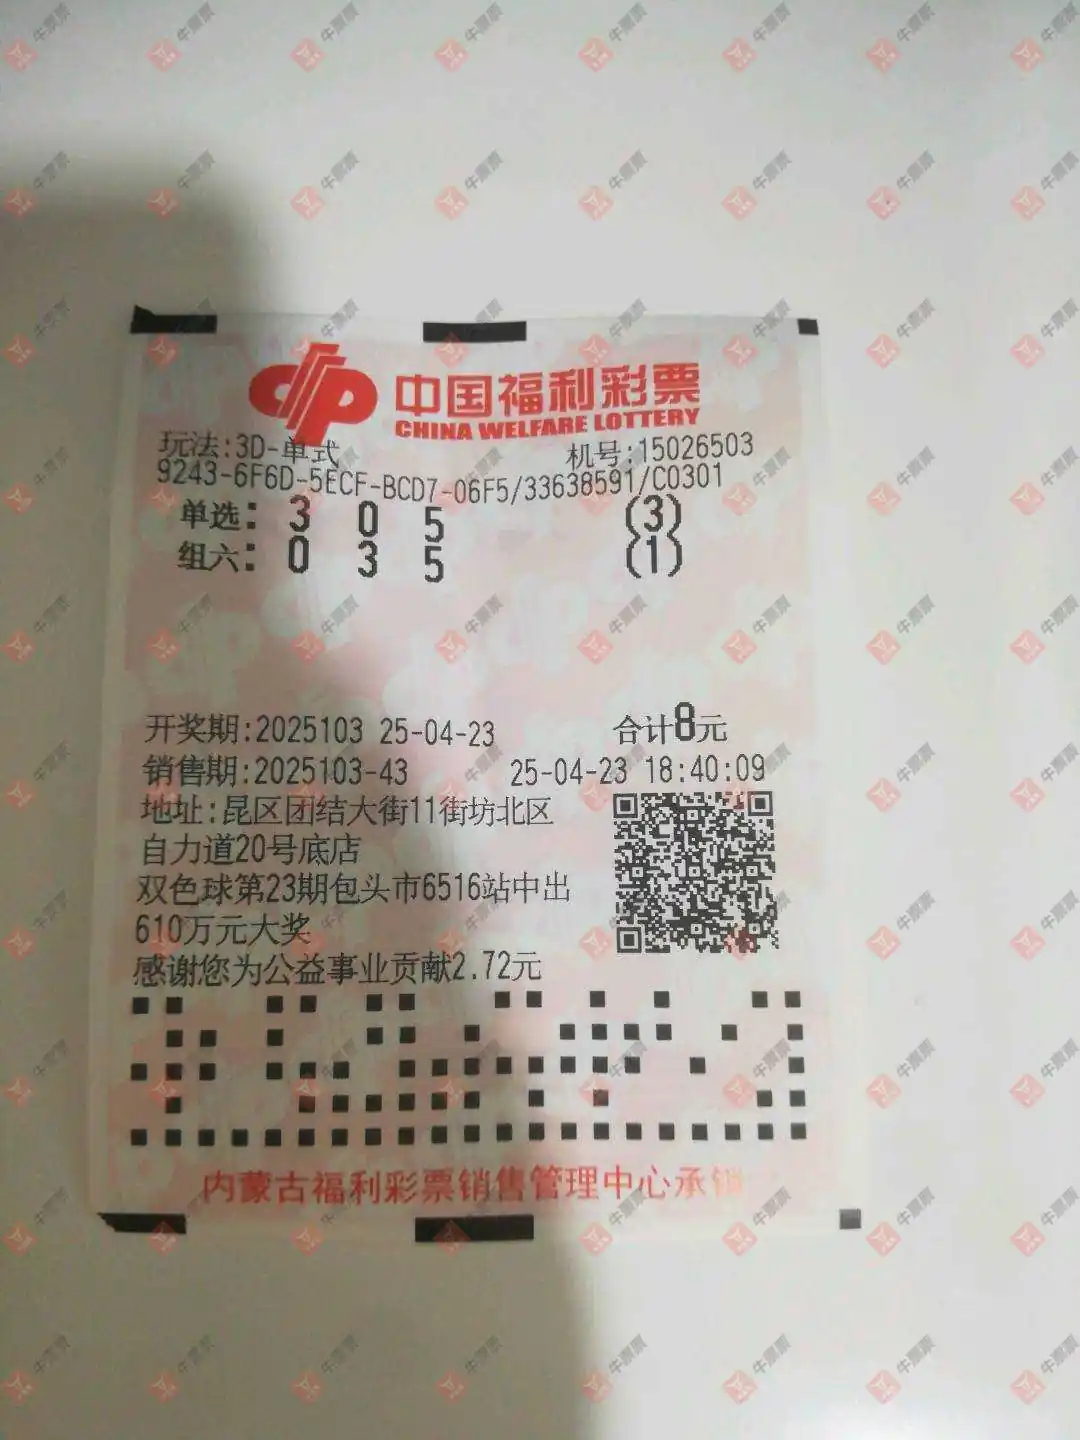 中国福利彩票
CHINA WELFARE LOTTERY
玩法:3D-单式 机号:15026503
9243-6F6D-5ECF-BCD7-06F5/33638591/C0301
单选: 3 0 5 (3)
组六: 0 3 5 (1)
开奖期:2025103 25-04-23 合计8元
销售期:2025103-43 25-04-23 18:40:09
地址:昆区团结大街11街坊北区
自力道20号底店
双色球第23期包头市6516站中出
610万元大奖
感谢您为公益事业贡献2.72元
内蒙古福利彩票销售管理中心承销
牛票票